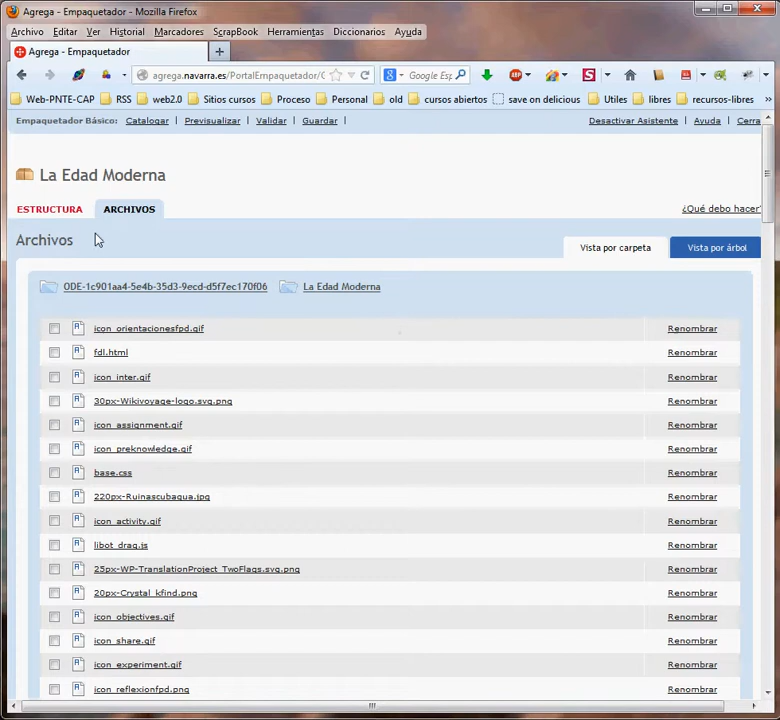 Agrega - Empaquetador - Mozilla Firefox
Archivo Editar Ver Historial Marcadores ScrapBook Herramientas Diccionarios Ayuda
Agrega - Empaquetador
agrega.navarra.es/PortalEmpaquetador/
Google Esp
Web-PNTE-CAP RSS web2.0 Sitios cursos Proceso Personal old cursos abiertos save on delicious Utiles libres recursos-libres
Empaquetador Básico: Catalogar | Previsualizar | Validar | Guardar | Desactivar Asistente | Ayuda | Cerra
La Edad Moderna
ESTRUCTURA ARCHIVOS ¿Qué debo hacer?
Archivos Vista por carpeta Vista por árbol
ODE-1c901aa4-5e4b-35d3-9ecd-d5f7ec170f06 La Edad Moderna
icon_orientacionesfpd.gif Renombrar
fdl.html Renombrar
icon_inter.gif Renombrar
30px-Wikivoyage-logo.svg.png Renombrar
icon_assignment.gif Renombrar
icon_preknowledge.gif Renombrar
base.css Renombrar
220px-Ruinascubagua.jpg Renombrar
icon_activity.gif Renombrar
libot_drag.js Renombrar
25px-WP-TranslationProject_TwoFlags.svg.png Renombrar
20px-Crystal_kfind.png Renombrar
icon_objectives.gif Renombrar
icon_share.gif Renombrar
icon_experiment.gif Renombrar
icon_reflexionfpd.png Renombrar